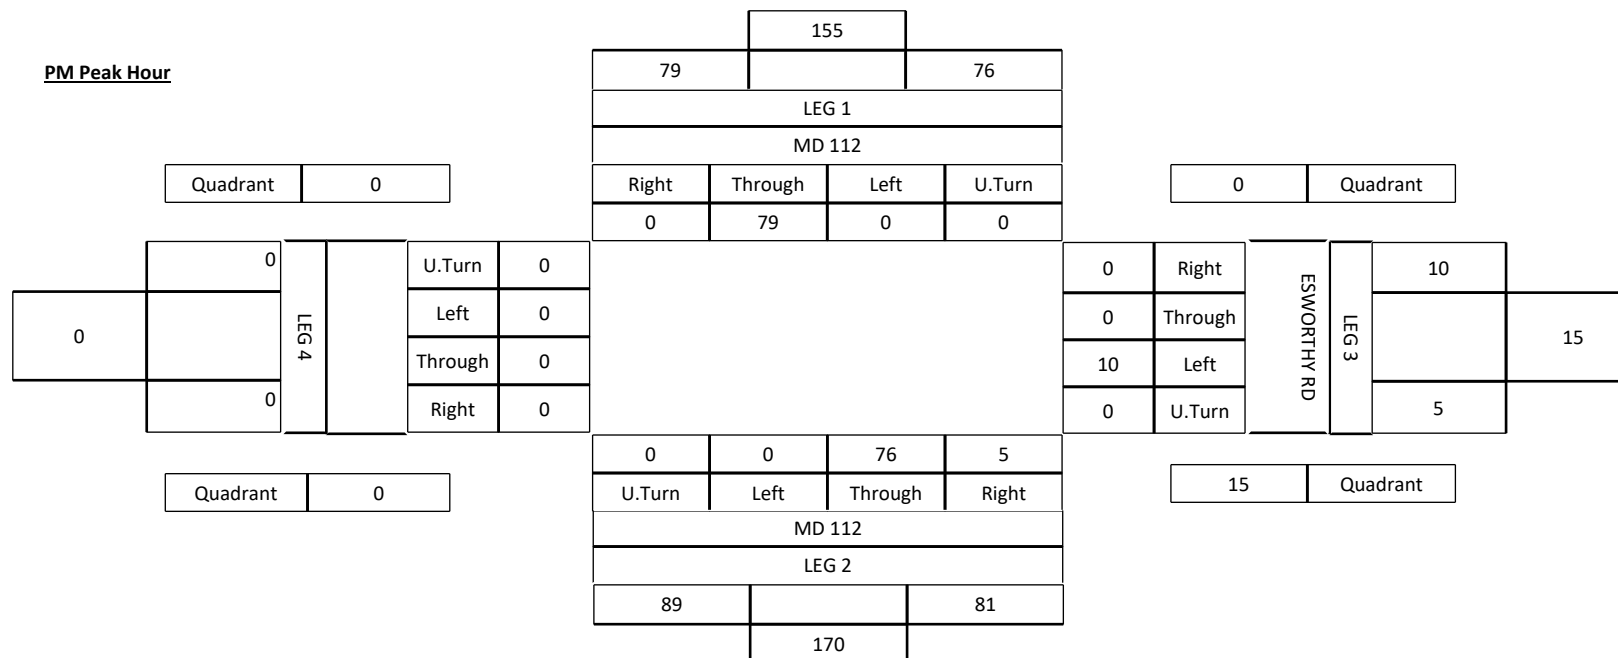 155
PM Peak Hour
79 76
LEG 1
MD 112
Quadrant 0
Right Through Left U.Turn
0 Quadrant
0 79 0 0
0 U.Turn 0
0 Right 10
Left 0
0 Through
0 LEG 4
ESWORTHY RD LEG 3
15
Through 0
10 Left
0 Right 0
0 U.Turn 5
0 0 76 5
Quadrant 0
U.Turn Left Through Right
15 Quadrant
MD 112
LEG 2
89 81
170